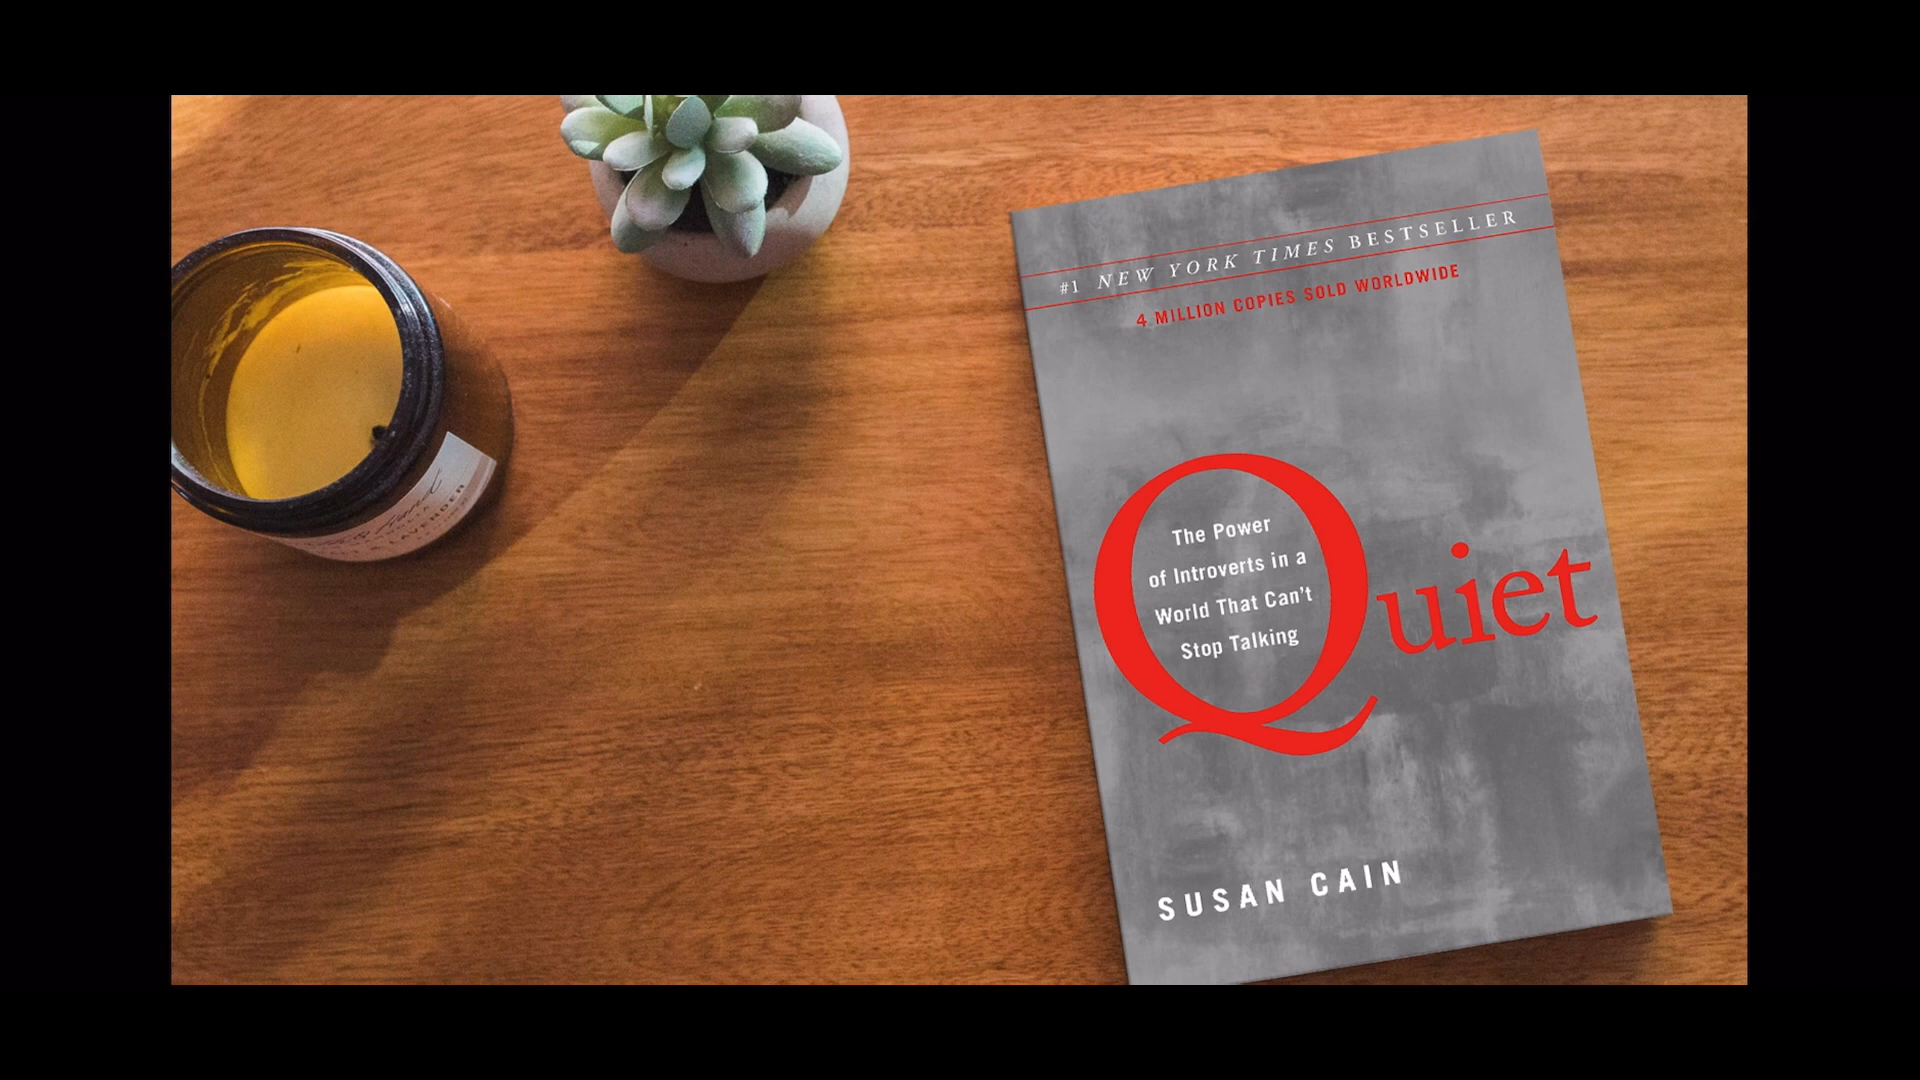 #1 NEW YORK TIMES BESTSELLER
4 MILLION COPIES SOLD WORLDWIDE
The Power
of Introverts in a
World That Can't
Stop Talking
Quiet
SUSAN CAIN
LAVENDER